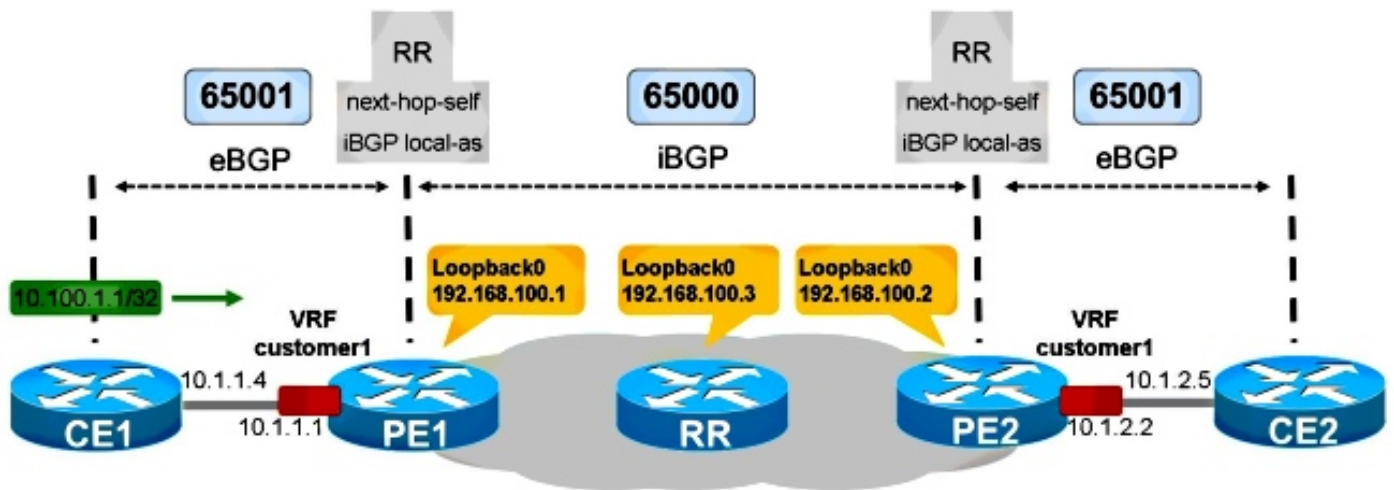 RR
RR
65001
next-hop-self
65000
next-hop-self
65001
iBGP local-as
iBGP local-as
eBGP
iBGP
eBGP
Loopback0
192.168.100.1
Loopback0
192.168.100.3
Loopback0
192.168.100.2
10.100.1.1/32
VRF
customer1
VRF
customer1
10.1.1.4
10.1.2.5
10.1.1.1
10.1.2.2
CE1
PE1
RR
PE2
CE2